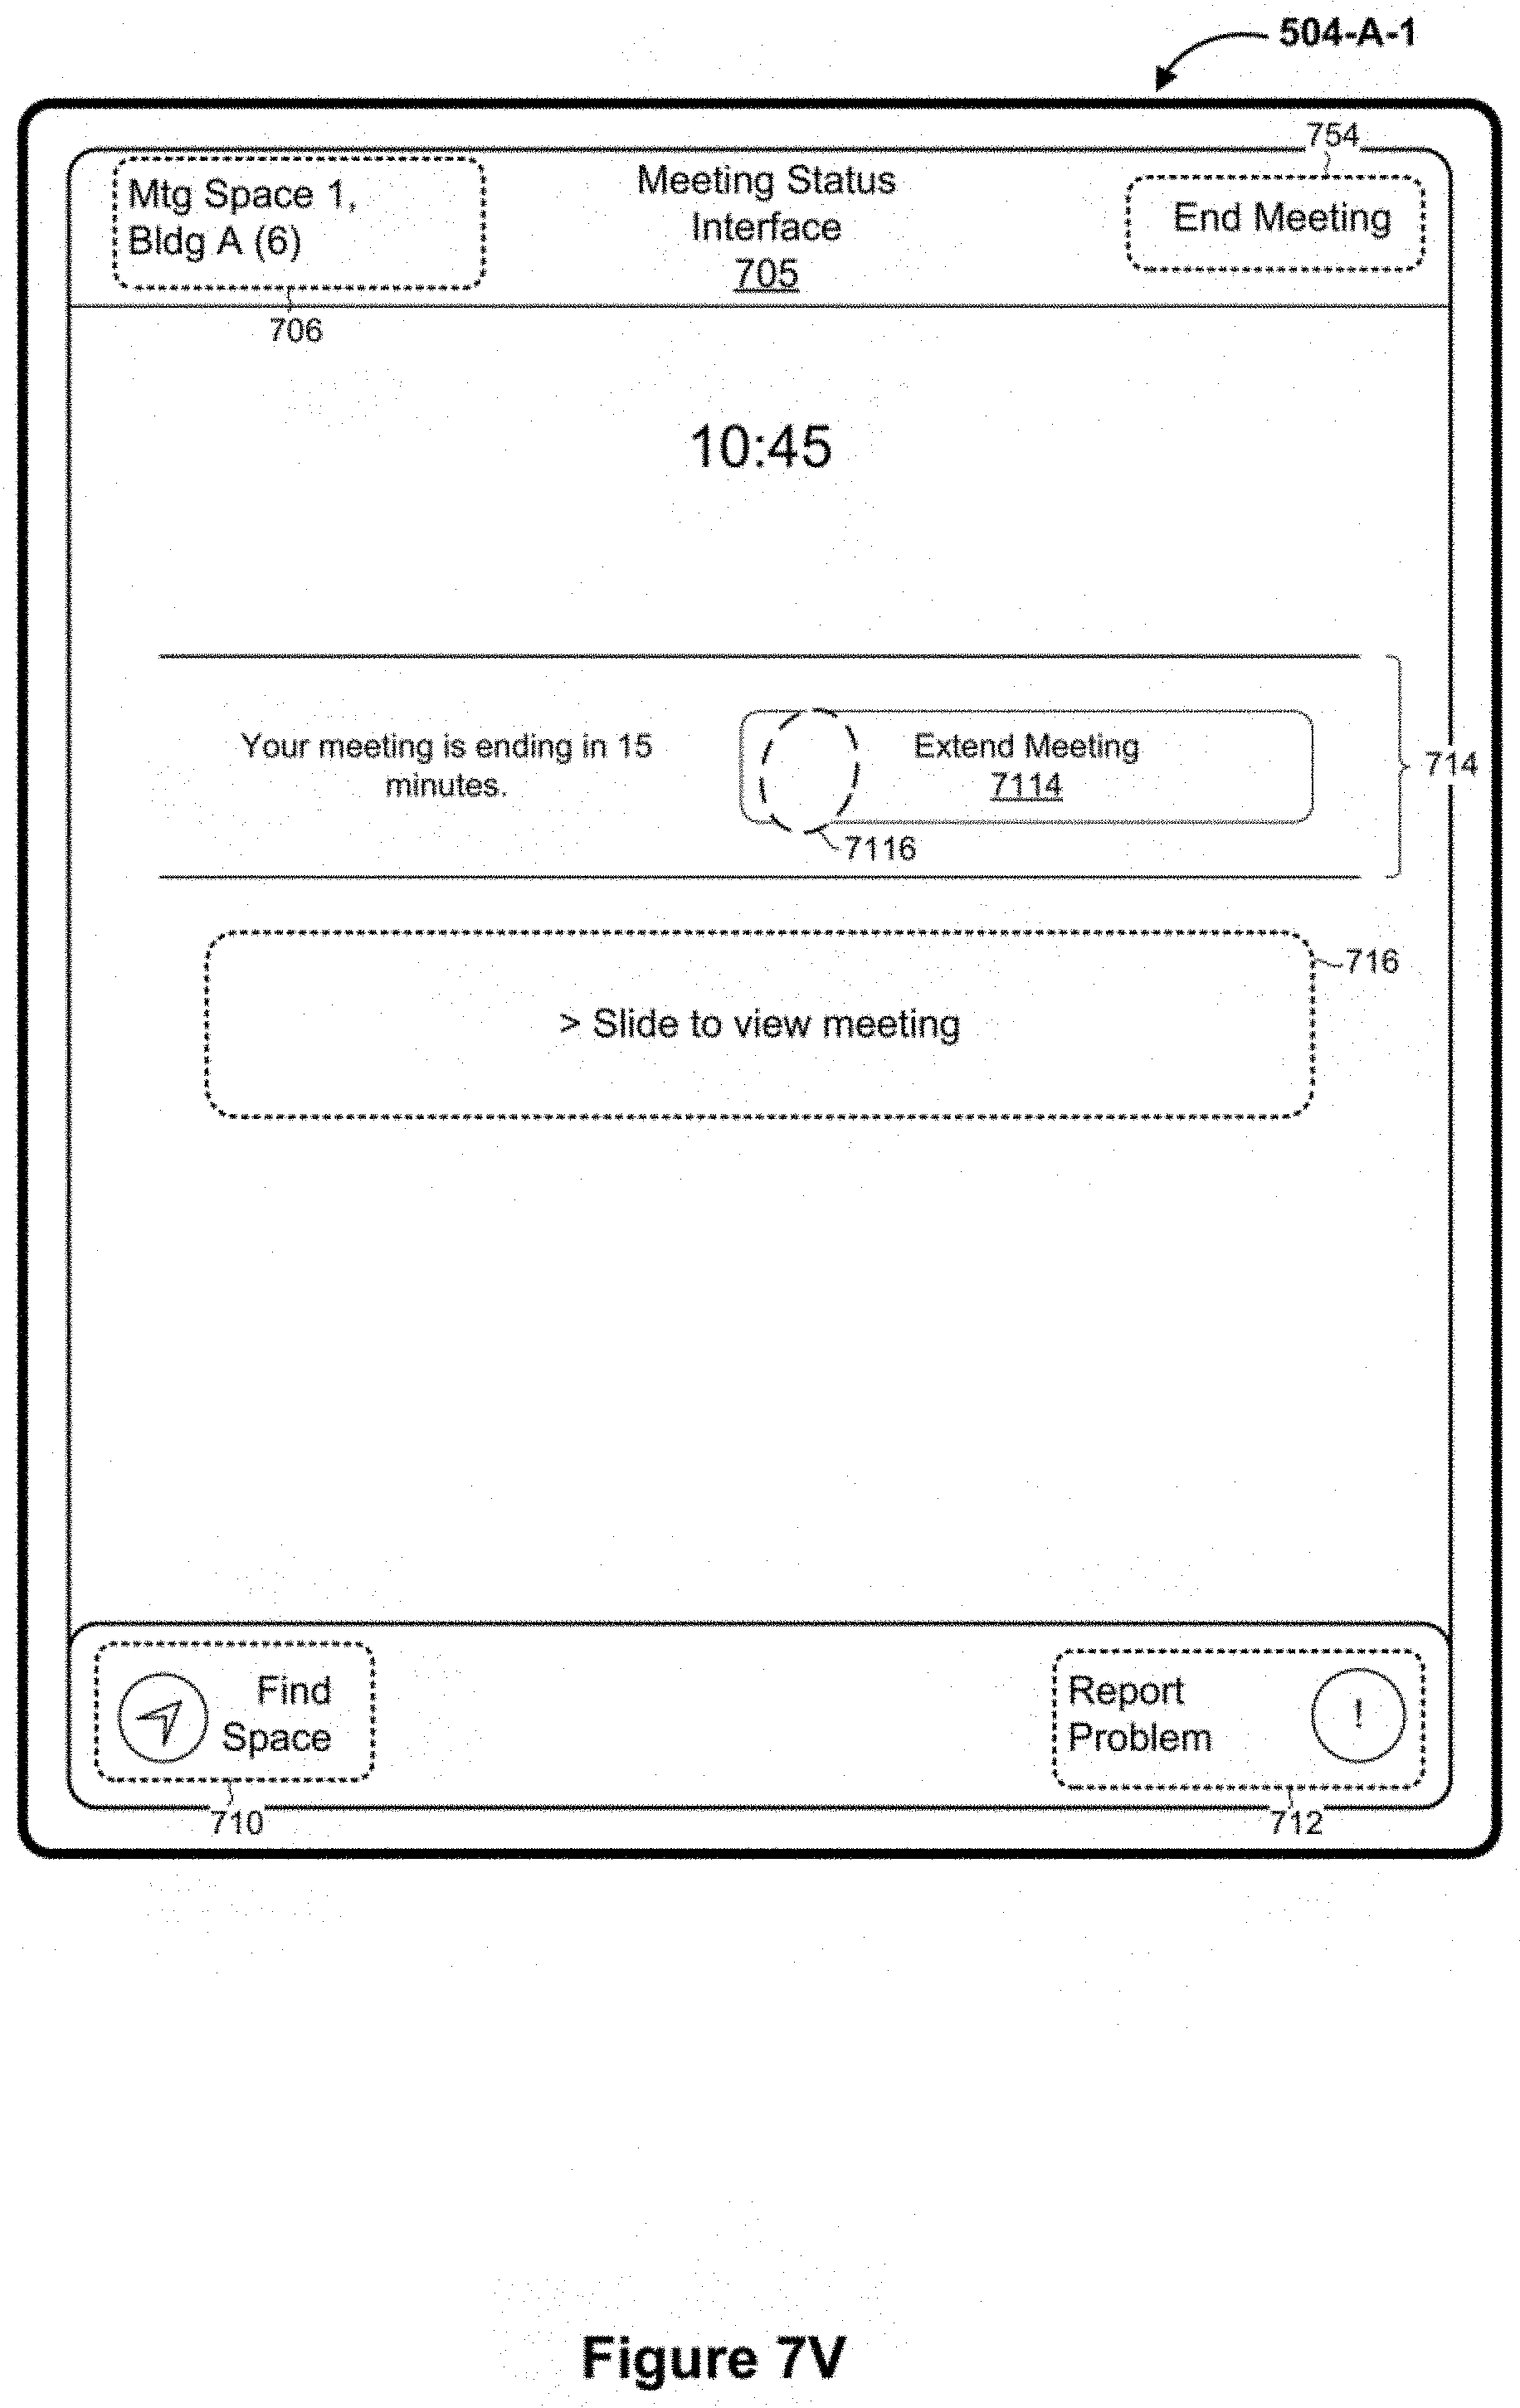 504-A-1
754
Mtg Space 1,
Bldg A (6)
Meeting Status
Interface
705
End Meeting
706
10:45
Your meeting is ending in 15
minutes.
Extend Meeting
7114
714
7116
716
> Slide to view meeting
Find
Space
Report
Problem
!
710
712
Figure 7V